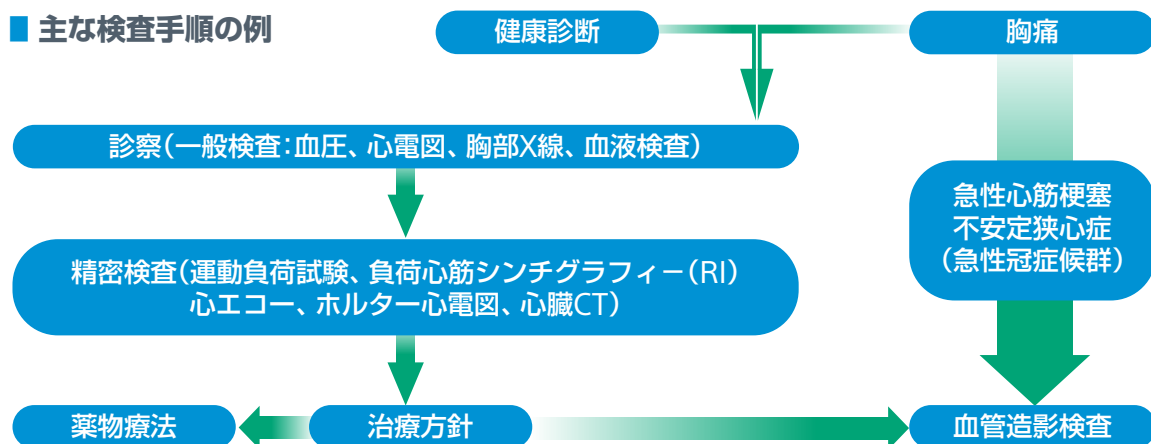 主な検査手順の例
健康診断
胸痛
診察(一般検査:血圧、心電図、胸部X線、血液検査)
急性心筋梗塞
不安定狭心症
(急性冠症候群)
精密検査(運動負荷試験、負荷心筋シンチグラフィー(RI)
心エコー、ホルター心電図、心臓CT)
薬物療法
治療方針
血管造影検査